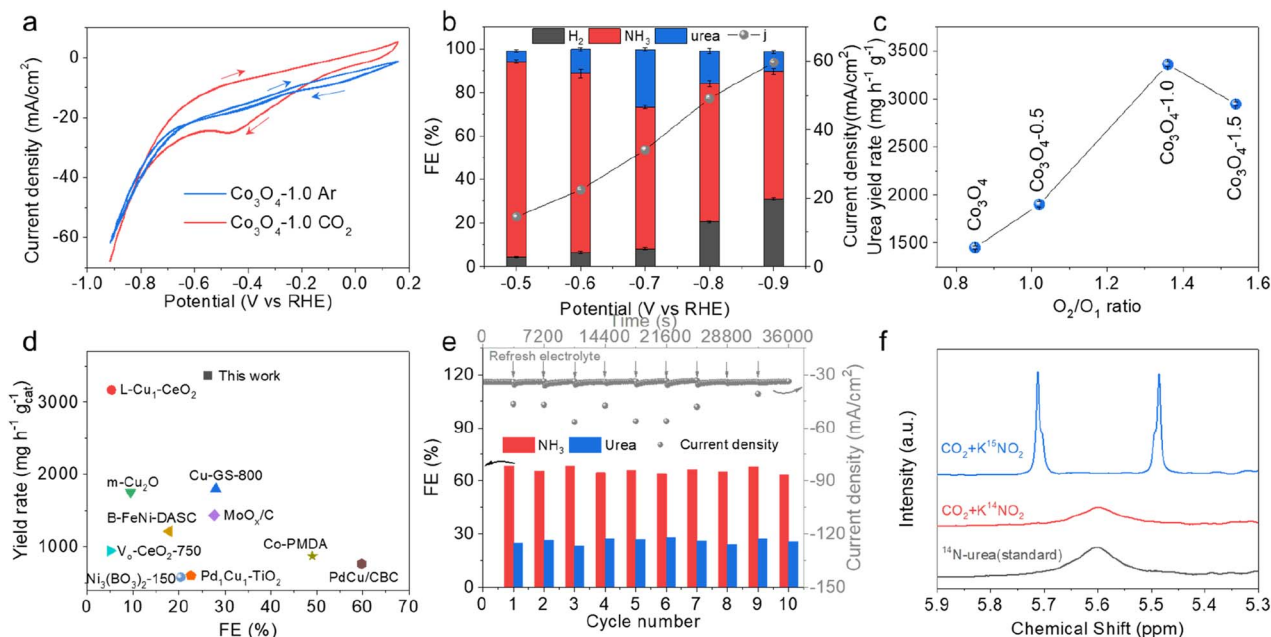 a
Current density (mA/cm²)
0
-20
-40
-60
Co₃O₄-1.0 Ar
Co₃O₄-1.0 CO₂
-1.0 -0.8 -0.6 -0.4 -0.2 0.0 0.2
Potential (V vs RHE)
b
H₂ NH₃ urea j
FE (%)
100
80
60
40
20
0
60
50
40
30
20
10
0
Current density(mA/cm²)
-0.5 -0.6 -0.7 -0.8 -0.9
Potential (V vs RHE)
c
Urea yield rate (mg h⁻¹ g⁻¹)
3500
3000
2500
2000
1500
Co₃O₄
Co₃O₄-0.5
Co₃O₄-1.0
Co₃O₄-1.5
0.8 1.0 1.2 1.4 1.6
O₂/O₁ ratio
d
Yield rate (mg h⁻¹ g⁻¹cat)
3000
2000
1000
This work
L-Cu₁-CeO₂
m-Cu₂O
Cu-GS-800
B-FeNi-DASC
MoOₓ/C
Vₒ-CeO₂-750
Co-PMDA
Ni₃(BO₃)₂-150
Pd₁Cu₁-TiO₂
PdCu/CBC
0 10 20 30 40 50 60 70
FE (%)
e
Time (s)
0 7200 14400 21600 28800 36000
Refresh electrolyte
FE (%)
120
90
60
30
0
NH₃ Urea Current density
-30
-60
-90
-120
-150
Current density (mA/cm²)
0 1 2 3 4 5 6 7 8 9 10
Cycle number
f
Intensity (a.u.)
CO₂+K¹⁵NO₂
CO₂+K¹⁴NO₂
¹⁴N-urea(standard)
5.9 5.8 5.7 5.6 5.5 5.4 5.3
Chemical Shift (ppm)